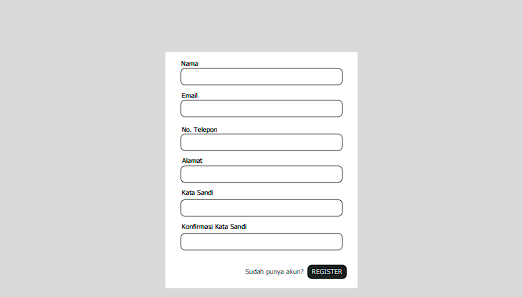 Nama
Email
No. Telepon
Alamat
Kata Sandi
Konfirmasi Kata Sandi
Sudah punya akun? REGISTER